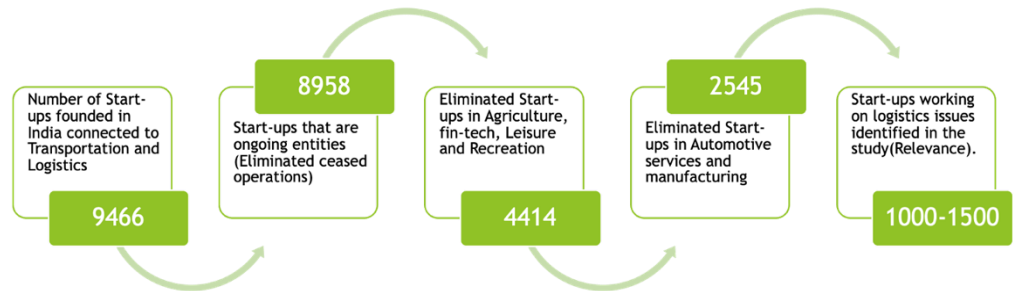 Number of Start-
ups founded in
India connected to
Transportation and
Logistics
9466
8958
Start-ups that are
ongoing entities
(Eliminated ceased
operations)
Eliminated Start-
ups in Agriculture,
fin-tech, Leisure
and Recreation
4414
2545
Eliminated Start-
ups in Automotive
services and
manufacturing
Start-ups working
on logistics issues
identified in the
study(Relevance).
1000-1500